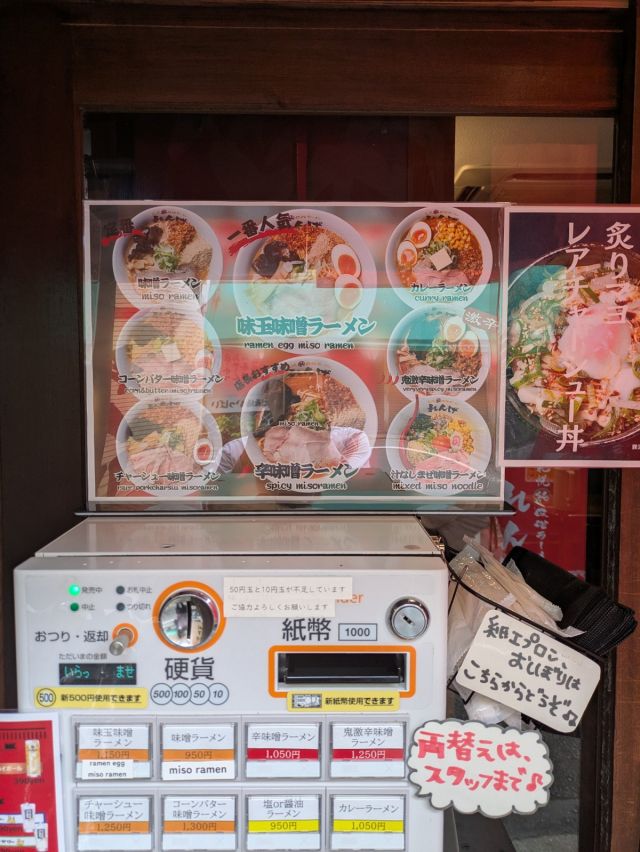 定番
味噌ラーメン
miso ramen
一番人気
味玉味噌ラーメン
ramen egg miso ramen
カレーラーメン
curry ramen
コーンバター味噌ラーメン
corn&butter misoramen
店長おすすめ
miso ramen
辛味噌ラーメン
spicy misoramen
激辛
鬼激辛味噌ラーメン
veryvery spicy misoramen
チャーシュー味噌ラーメン
汁なしまぜ味噌ラーメン
mixed miso noodle
炙りトコ
レアチャーシュー丼
発売中
お札中止
中止
つり切れ
50円玉と10円玉が不足しています
ご協力よろしくお願いします
おつり・返却
ただいまの金額
いらっ ませ
硬貨
500 100 50 10
紙幣 1000
500 新500円使用できます
新紙幣使用できます
味玉味噌
ラーメン
1,150円
ramen egg
miso ramen
味噌ラーメン
950円
miso ramen
辛味噌ラーメン
1,050円
鬼激辛味噌
ラーメン
1,250円
チャーシュー
味噌ラーメン
1,250円
コーンバター
味噌ラーメン
1,300円
塩or醤油
ラーメン
950円
カレーラーメン
1,050円
紙エプロン、
おしぼりは
こちらからどうぞ♪
両替えは、
スタッフまで♪